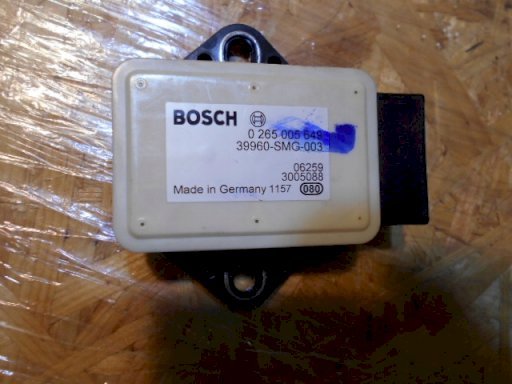 BOSCH
0 265 005 649
39960-SMG-003
06259
3005088
Made in Germany 1157 080